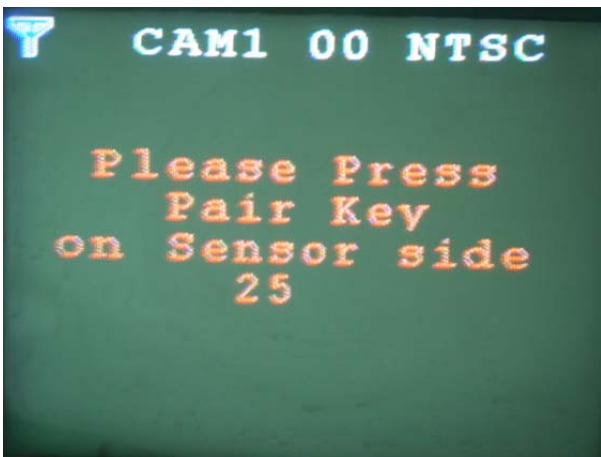 CAM1 00 NTSC
Please Press
Pair Key
on Sensor side
25